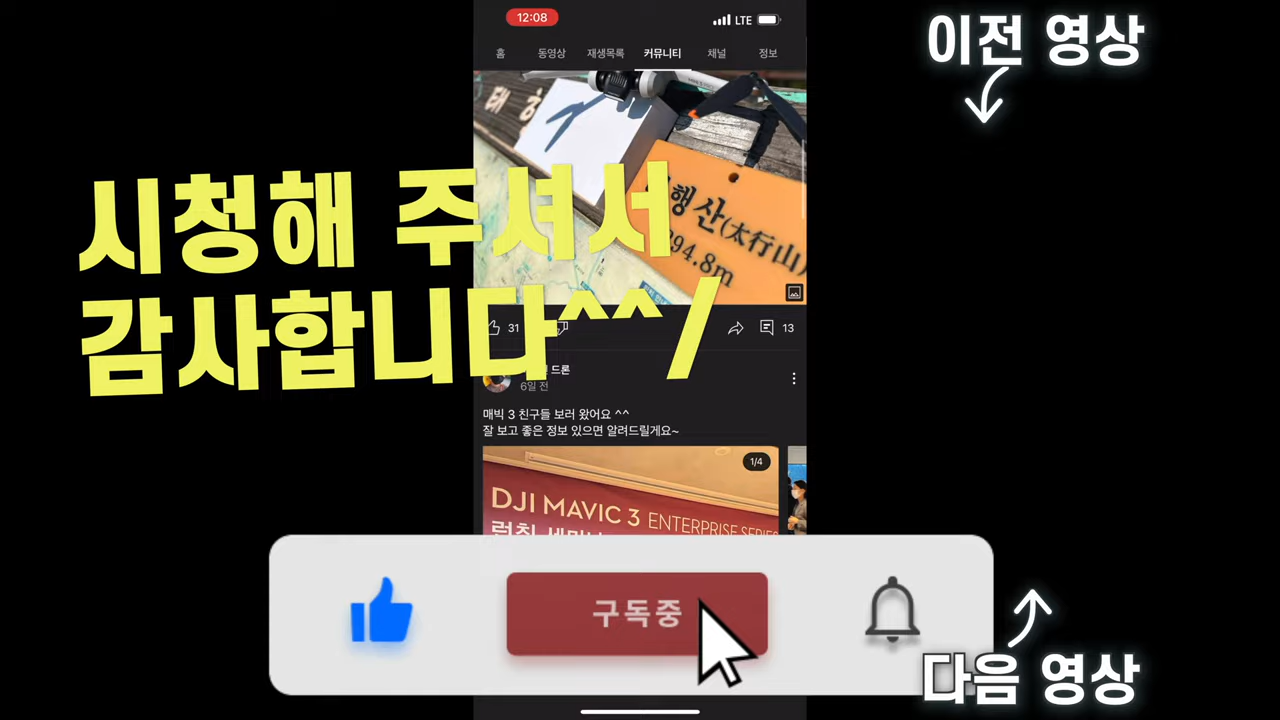 12:08
LTE
홈 동영상 재생목록 커뮤니티 채널 정보
이전 영상
행산(太行山)
294.8m
시청해 주셔서
감사합니다^^/
31
13
드론
6일 전
매빅 3 친구들 보러 왔어요 ^^
잘 보고 좋은 정보 있으면 알려드릴게요~
1/4
DJI MAVIC 3 ENTERPRISE SERIES
구독중
다음 영상